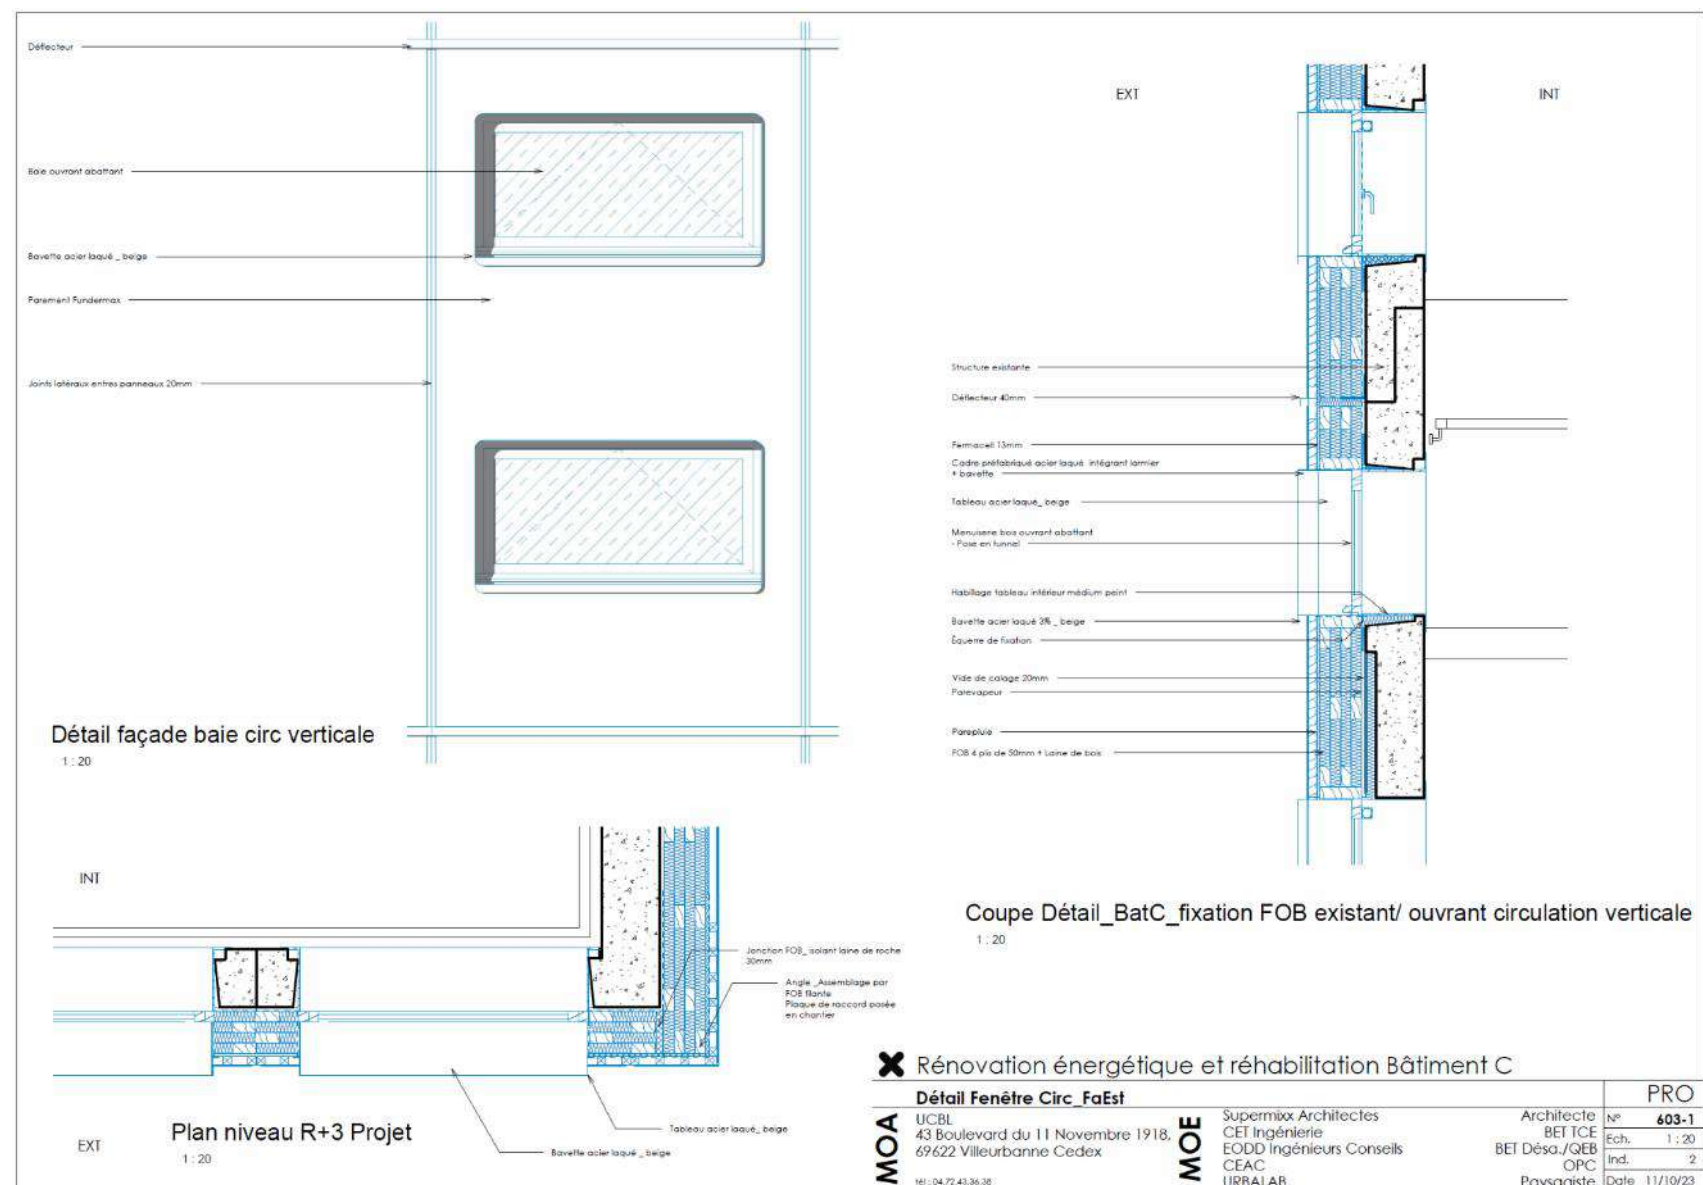 Déflecteur
Baie ouvrant abattant
Bavette acier laqué _ beige
Parement Fundermax
Joints latéraux entres panneaux 20mm
Détail façade baie circ verticale
1 : 20
EXT
INT
Structure existante
Déflecteur 40mm
Fermacell 13mm
Cadre préfabriqué acier laqué intégrant larmier
+ bavette
Tableau acier laqué_ beige
Menuiserie bois ouvrant abattant
- Pose en tunnel
Habillage tableau intérieur médium peint
Bavette acier laqué 3% _ beige
Équerre de fixation
Vide de calage 20mm
Parevapeur
Parepluie
FOB 4 plis de 50mm + Laine de bois
Coupe Détail_BatC_fixation FOB existant/ ouvrant circulation verticale
1 : 20
INT
Jonction FOB_ isolant laine de roche
30mm
Angle _Assemblage par
FOB filante
Plaque de raccord posée
en chantier
Tableau acier laqué_ beige
Bavette acier laqué _ beige
EXT
Plan niveau R+3 Projet
1 : 20
Rénovation énergétique et réhabilitation Bâtiment C
Détail Fenêtre Circ_FaEst
PRO
MOA
UCBL
43 Boulevard du 11 Novembre 1918,
69622 Villeurbanne Cedex
tél : 04.72.43.36.38
MOE
Supermixx Architectes
Architecte
CET Ingénierie
BET TCE
EODD Ingénieurs Conseils
BET Désa./QEB
CEAC
OPC
URBALAB
Paysagiste
N° 603-1
Ech. 1 : 20
Ind. 2
Date 11/10/23